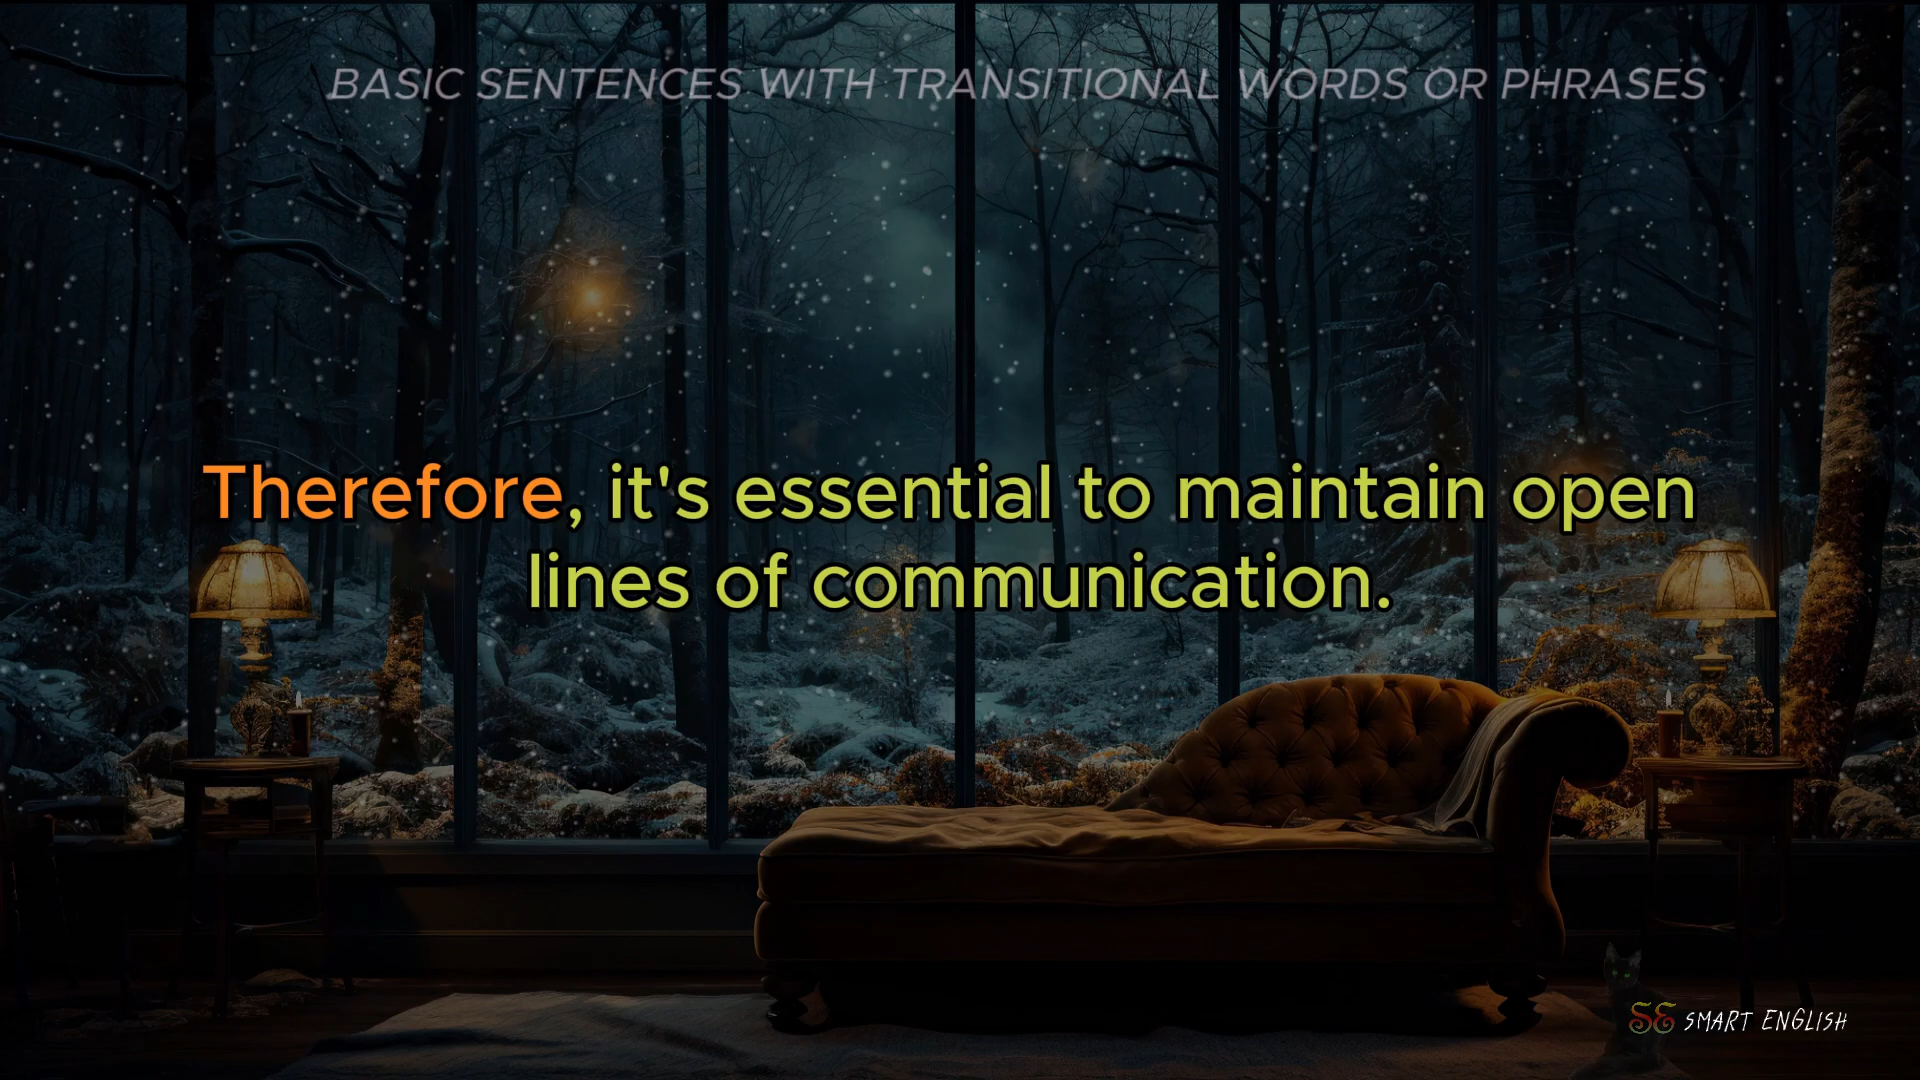 BASIC SENTENCES WITH TRANSITIONAL WORDS OR PHRASES
Therefore, it's essential to maintain open
lines of communication.
SE SMART ENGLISH